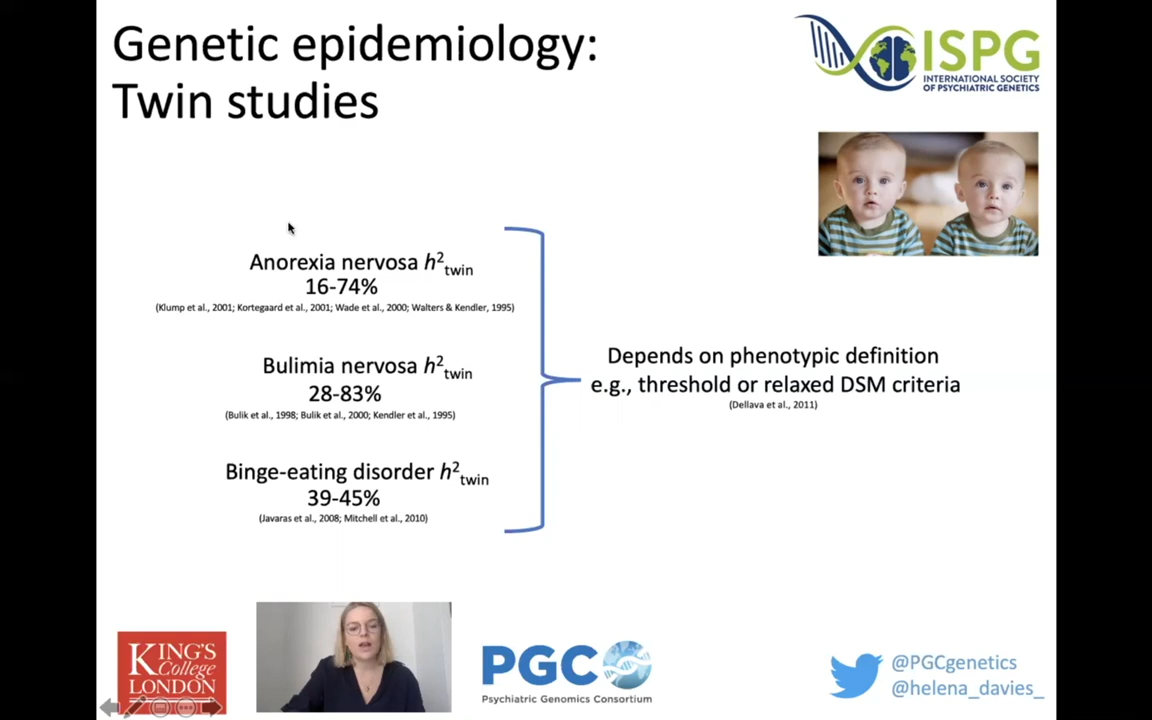 Genetic epidemiology:
Twin studies
ISPG
INTERNATIONAL SOCIETY
OF PSYCHIATRIC GENETICS
Anorexia nervosa h²twin
16-74%
(Klump et al., 2001; Kortegaard et al., 2001; Wade et al., 2000; Walters & Kendler, 1995)
Bulimia nervosa h²twin
28-83%
(Bulik et al., 1998; Bulik et al., 2000; Kendler et al., 1995)
Binge-eating disorder h²twin
39-45%
(Javaras et al., 2008; Mitchell et al., 2010)
Depends on phenotypic definition
e.g., threshold or relaxed DSM criteria
(Dellava et al., 2011)
KING'S
College
LONDON
PGC
Psychiatric Genomics Consortium
@PGCgenetics
@helena_davies_